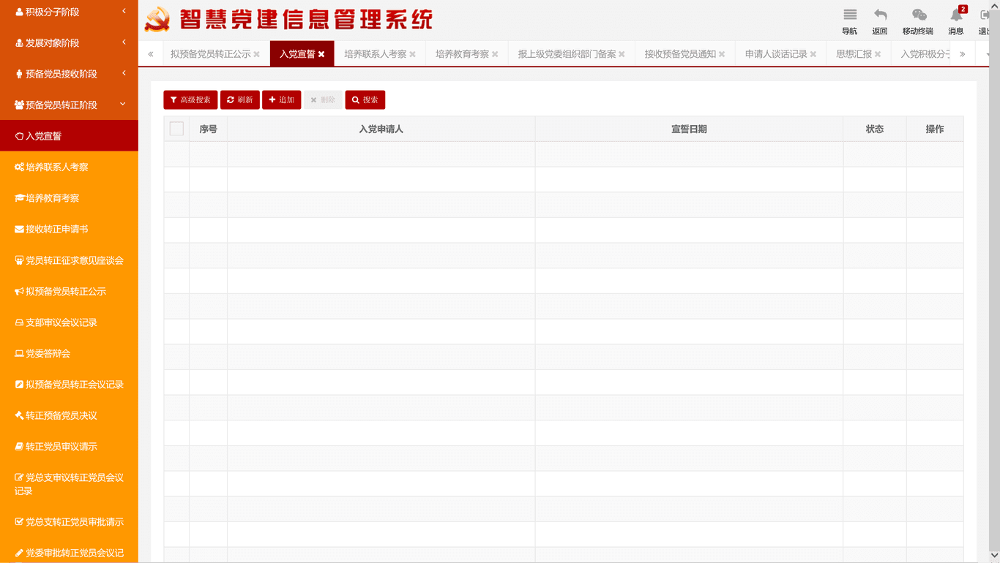 积极分子阶段
发展对象阶段
预备党员接收阶段
预备党员转正阶段
入党宣誓
培养联系人考察
培养教育考察
接收转正申请书
党员转正征求意见座谈会
拟预备党员转正公示
支部审议会议记录
党委答辩会
拟预备党员转正会议记录
转正预备党员决议
转正党员审议请示
党总支审议转正党员会议
记录
党总支转正党员审批请示
党委审批转正党员会议记
智慧党建信息管理系统
导航 返回 移动终端 消息 退出
2
« 拟预备党员转正公示 入党宣誓 培养联系人考察 培养教育考察 报上级党委组织部门备案 接收预备党员通知 申请人谈话记录 思想汇报 入党积极分子 »
高级搜索 刷新 追加 删除 搜索
序号 入党申请人 宣誓日期 状态 操作